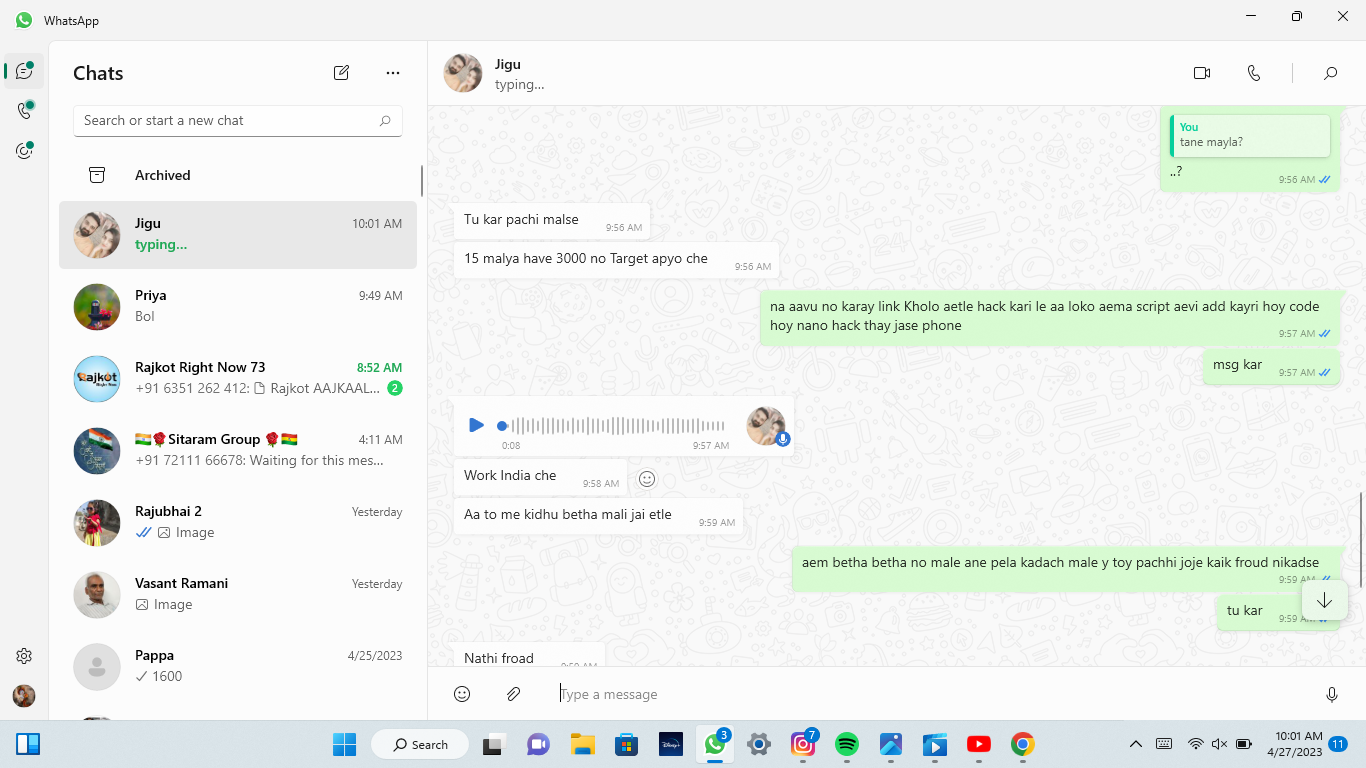 WhatsApp
Chats
Search or start a new chat
Archived
Jigu
10:01 AM
typing...
Priya
9:49 AM
Bol
Rajkot Right Now 73
8:52 AM
+91 6351 262 412: Rajkot AAJKAAL...
2
Rajkot
Right Now
Sitaram Group
4:11 AM
+91 72111 66678: Waiting for this mes...
Rajubhai 2
Yesterday
Image
Vasant Ramani
Yesterday
Image
Pappa
4/25/2023
1600
Jigu
typing...
You
tane mayla?
..?
9:56 AM
Tu kar pachi malse
9:56 AM
15 malya have 3000 no Target apyo che
9:56 AM
na aavu no karay link Kholo aetle hack kari le aa loko aema script aevi add kayri hoy code
hoy nano hack thay jase phone
9:57 AM
msg kar
9:57 AM
0:08
9:57 AM
Work India che
9:58 AM
Aa to me kidhu betha mali jai etle
9:59 AM
aem betha betha no male ane pela kadach male y toy pachhi joje kaik froud nikadse
9:59 AM
tu kar
9:59 AM
Nathi froad
9:59 AM
Type a message
Search
Disney+
3
7
10:01 AM
4/27/2023
11